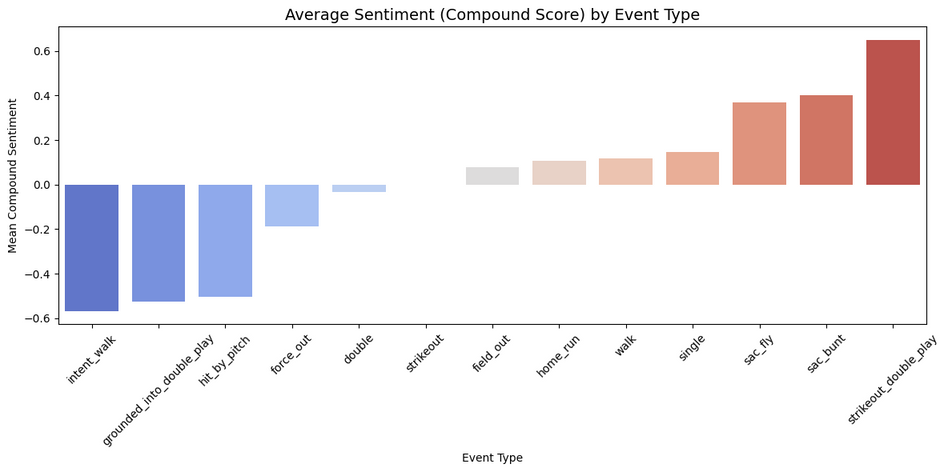 Average Sentiment (Compound Score) by Event Type
Mean Compound Sentiment
0.6
0.4
0.2
0.0
−0.2
−0.4
−0.6
intent_walk
grounded_into_double_play
hit_by_pitch
force_out
double
strikeout
field_out
home_run
walk
single
sac_fly
sac_bunt
strikeout_double_play
Event Type